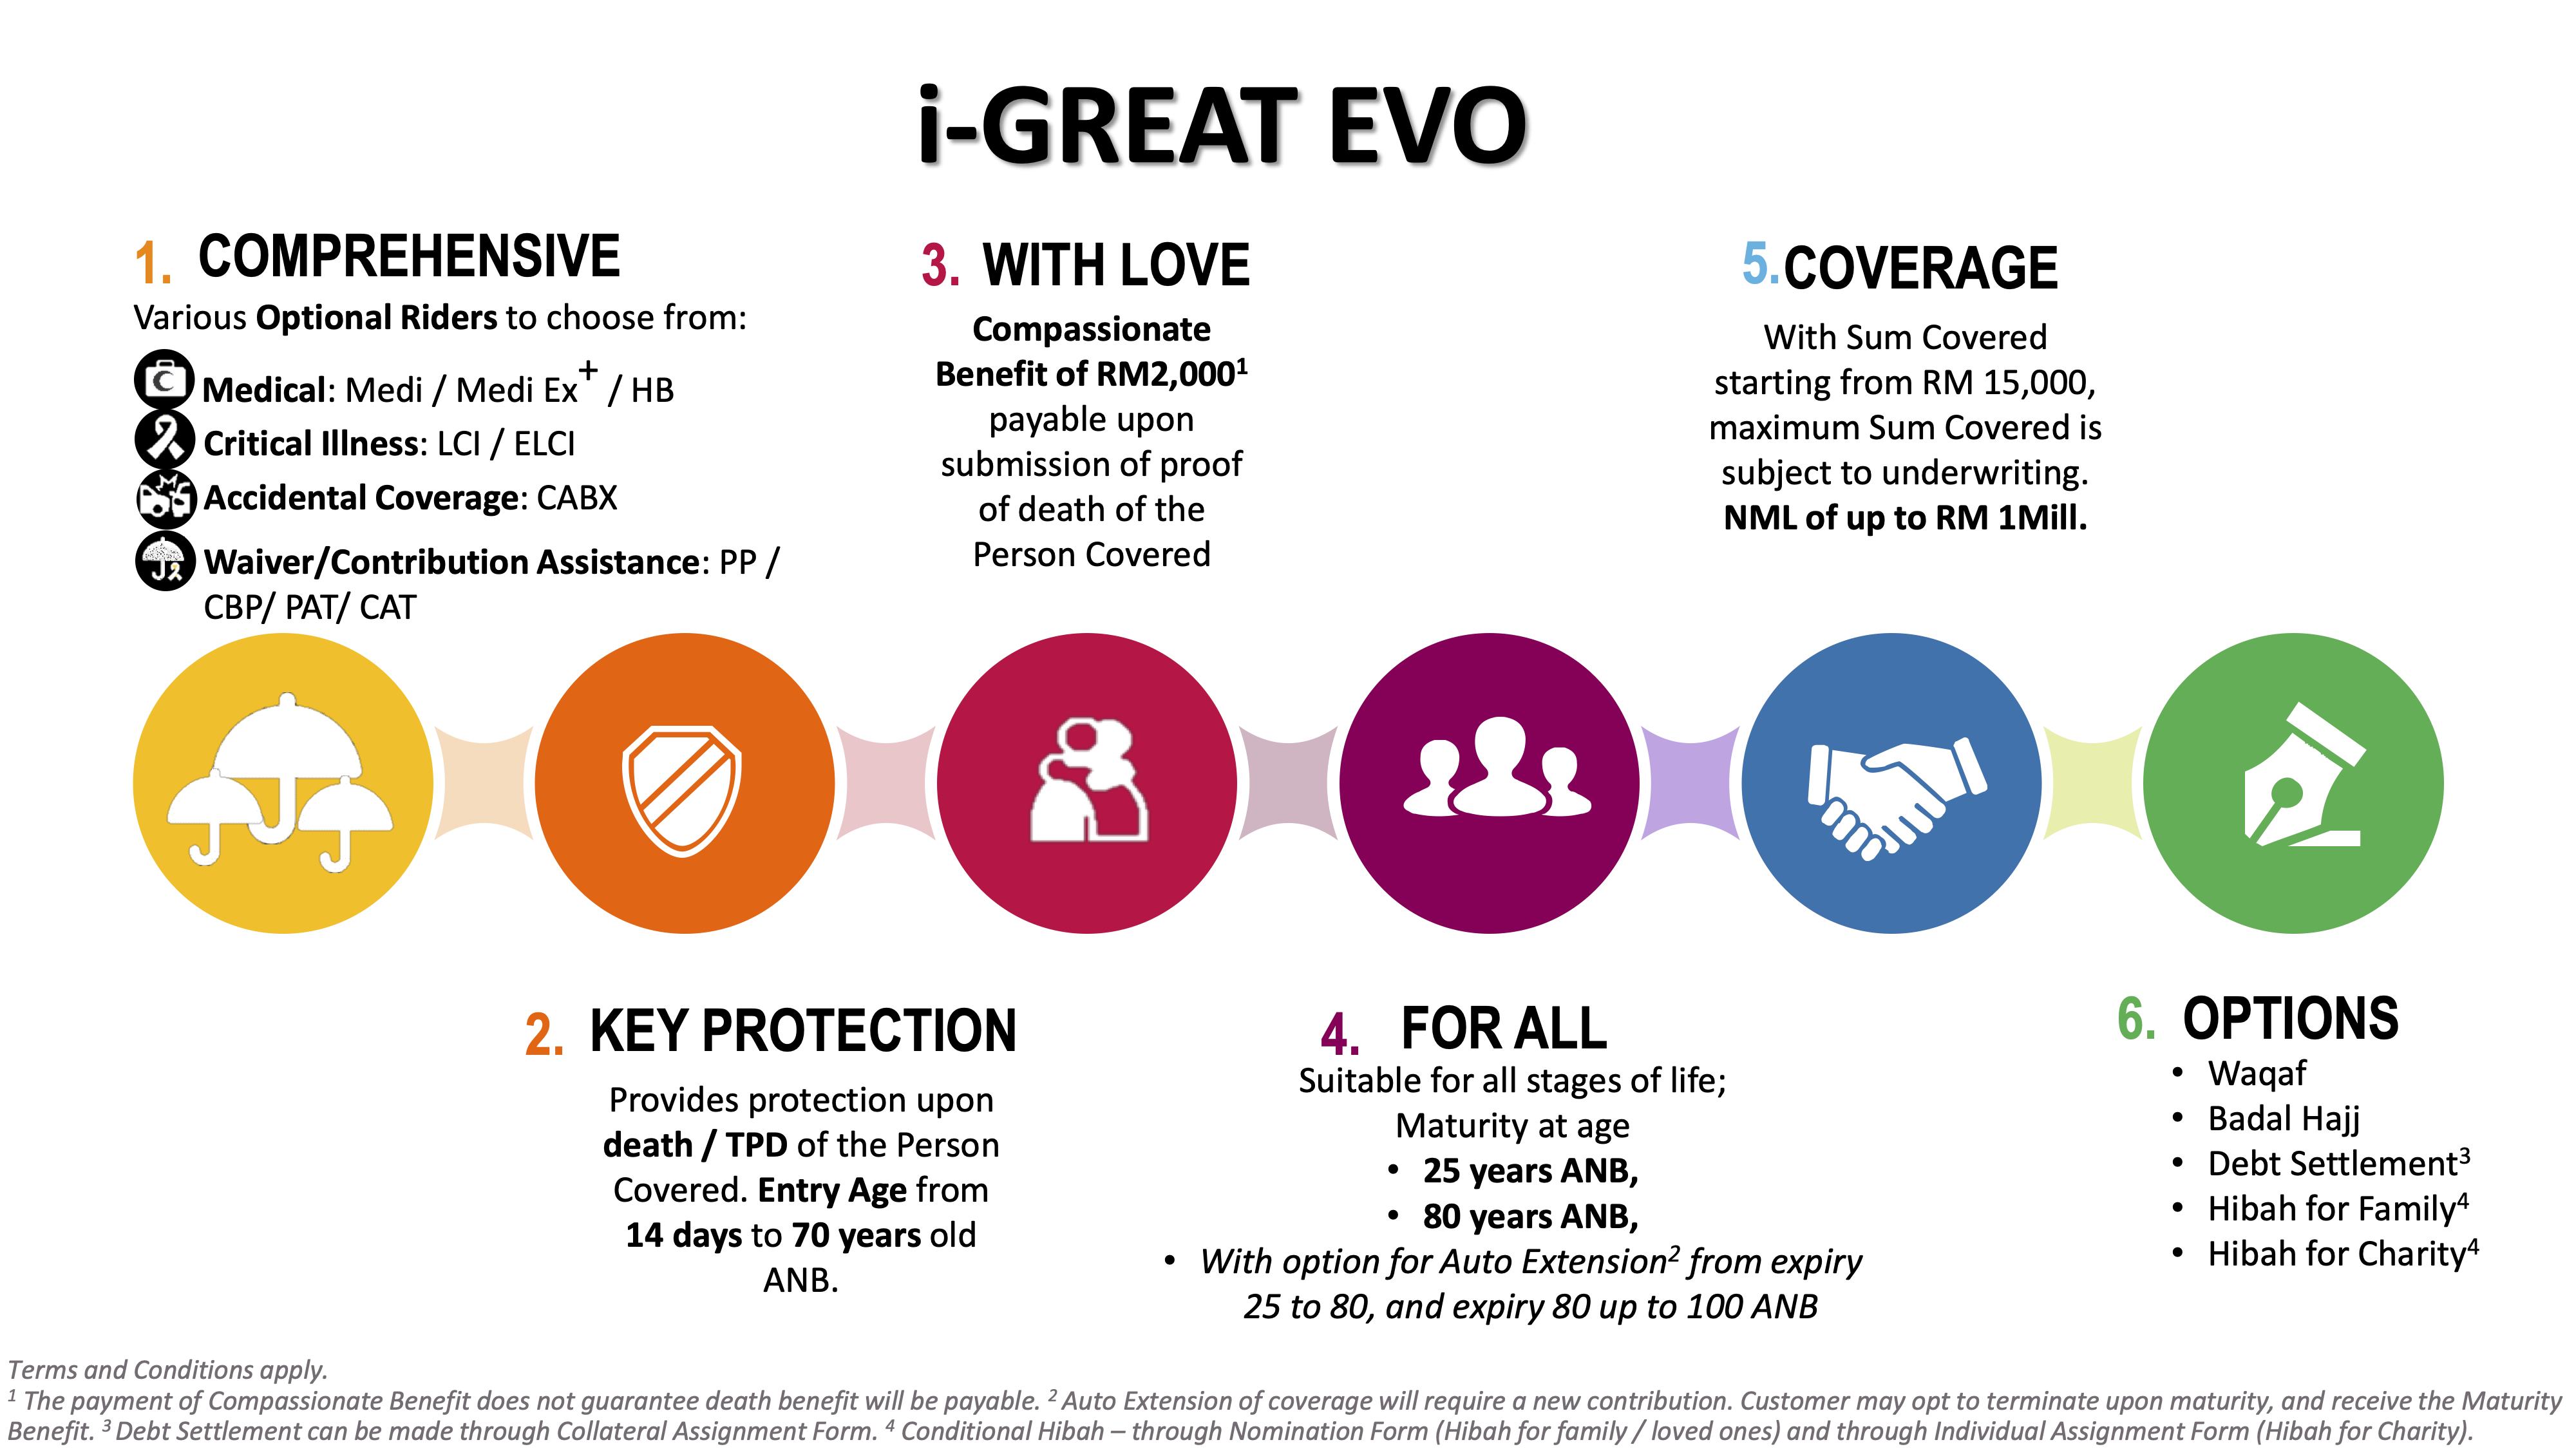 i-GREAT EVO
1. COMPREHENSIVE
Various Optional Riders to choose from:
Medical: Medi / Medi Ex⁺ / HB
Critical Illness: LCI / ELCI
Accidental Coverage: CABX
Waiver/Contribution Assistance: PP /
CBP/ PAT/ CAT
2. KEY PROTECTION
Provides protection upon
death / TPD of the Person
Covered. Entry Age from
14 days to 70 years old
ANB.
3. WITH LOVE
Compassionate
Benefit of RM2,000¹
payable upon
submission of proof
of death of the
Person Covered
4. FOR ALL
Suitable for all stages of life;
Maturity at age
• 25 years ANB,
• 80 years ANB,
• With option for Auto Extension² from expiry
25 to 80, and expiry 80 up to 100 ANB
5. COVERAGE
With Sum Covered
starting from RM 15,000,
maximum Sum Covered is
subject to underwriting.
NML of up to RM 1Mill.
6. OPTIONS
• Waqaf
• Badal Hajj
• Debt Settlement³
• Hibah for Family⁴
• Hibah for Charity⁴
Terms and Conditions apply.
¹ The payment of Compassionate Benefit does not guarantee death benefit will be payable. ² Auto Extension of coverage will require a new contribution. Customer may opt to terminate upon maturity, and receive the Maturity
Benefit. ³ Debt Settlement can be made through Collateral Assignment Form. ⁴ Conditional Hibah – through Nomination Form (Hibah for family / loved ones) and through Individual Assignment Form (Hibah for Charity).